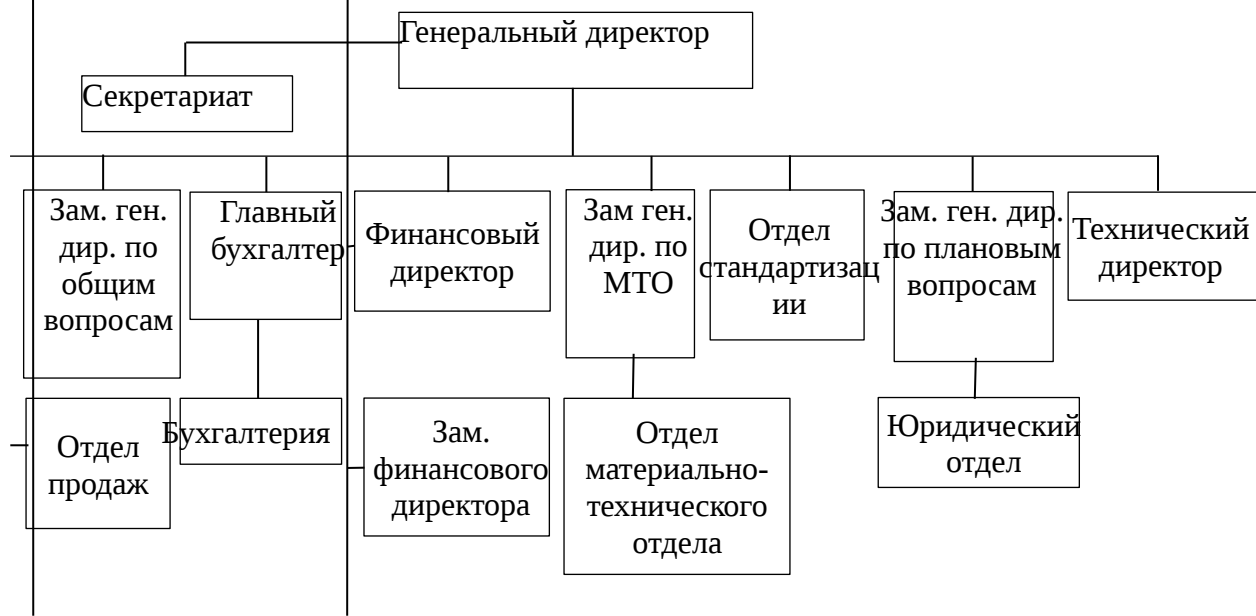 Генеральный директор
Секретариат
Зам. ген.
дир. по
общим
вопросам
Главный
бухгалтер
Финансовый
директор
Зам ген.
дир. по
МТО
Отдел
стандартизац
ии
Зам. ген. дир.
по плановым
вопросам
Технический
директор
Отдел
продаж
Бухгалтерия
Зам.
финансового
директора
Отдел
материально-
технического
отдела
Юридический
отдел